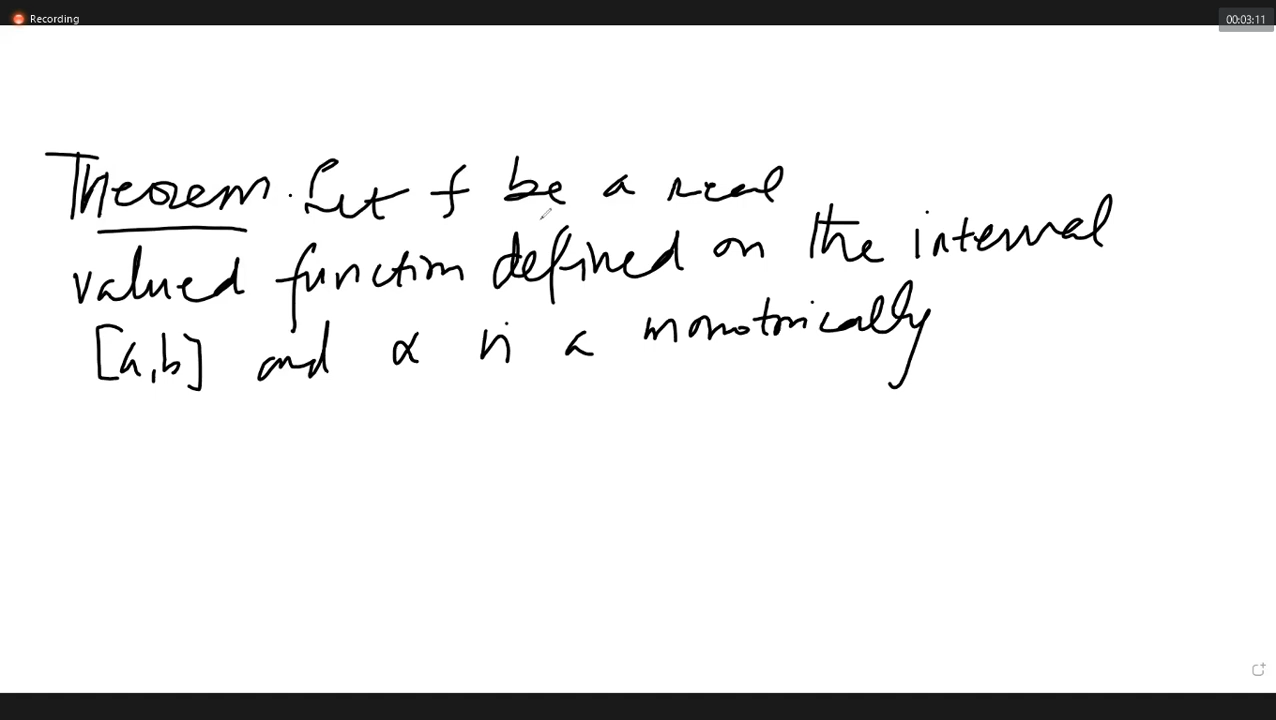 Recording
00:03:11
Theorem. Let f be a real
valued function defined on the interval
[a,b] and α is a monotonically